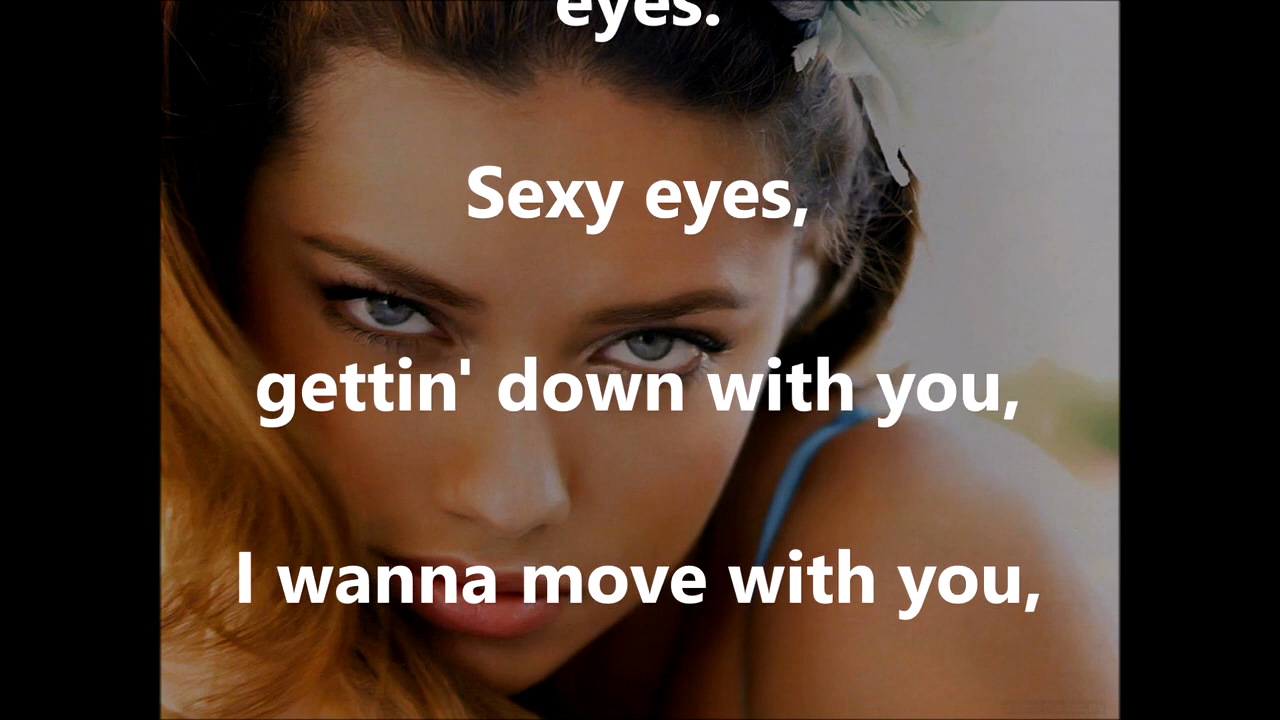 eyes.
Sexy eyes,
gettin' down with you,
I wanna move with you,